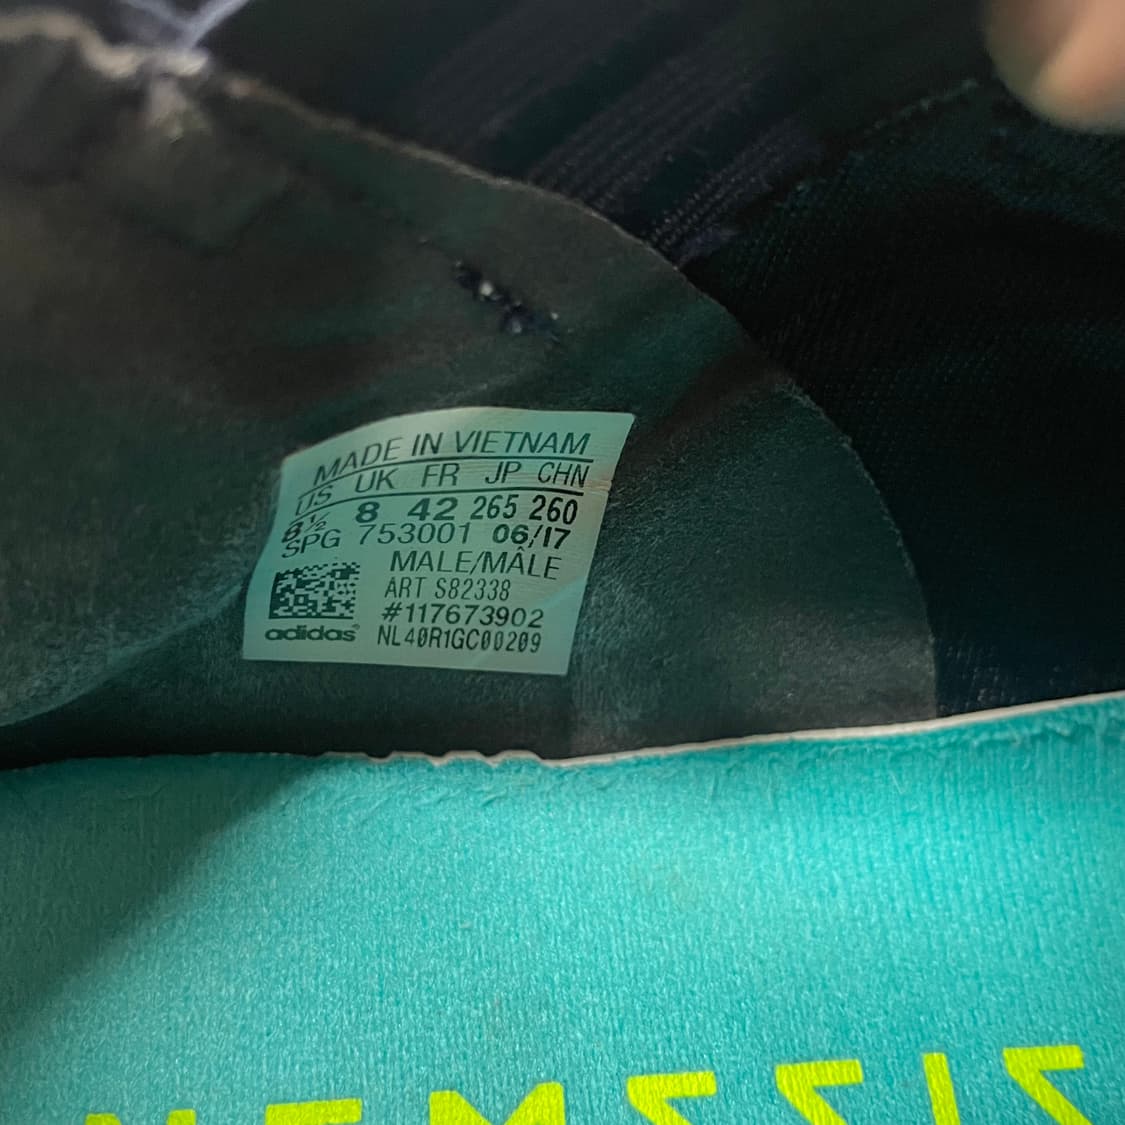 MADE IN VIETNAM
US UK FR JP CHN
8½ 8 42 265 260
SPG 753001 06/17
MALE/MÂLE
ART S82338
#117673902
adidas NL40R1GC00209
NEMEZIZ